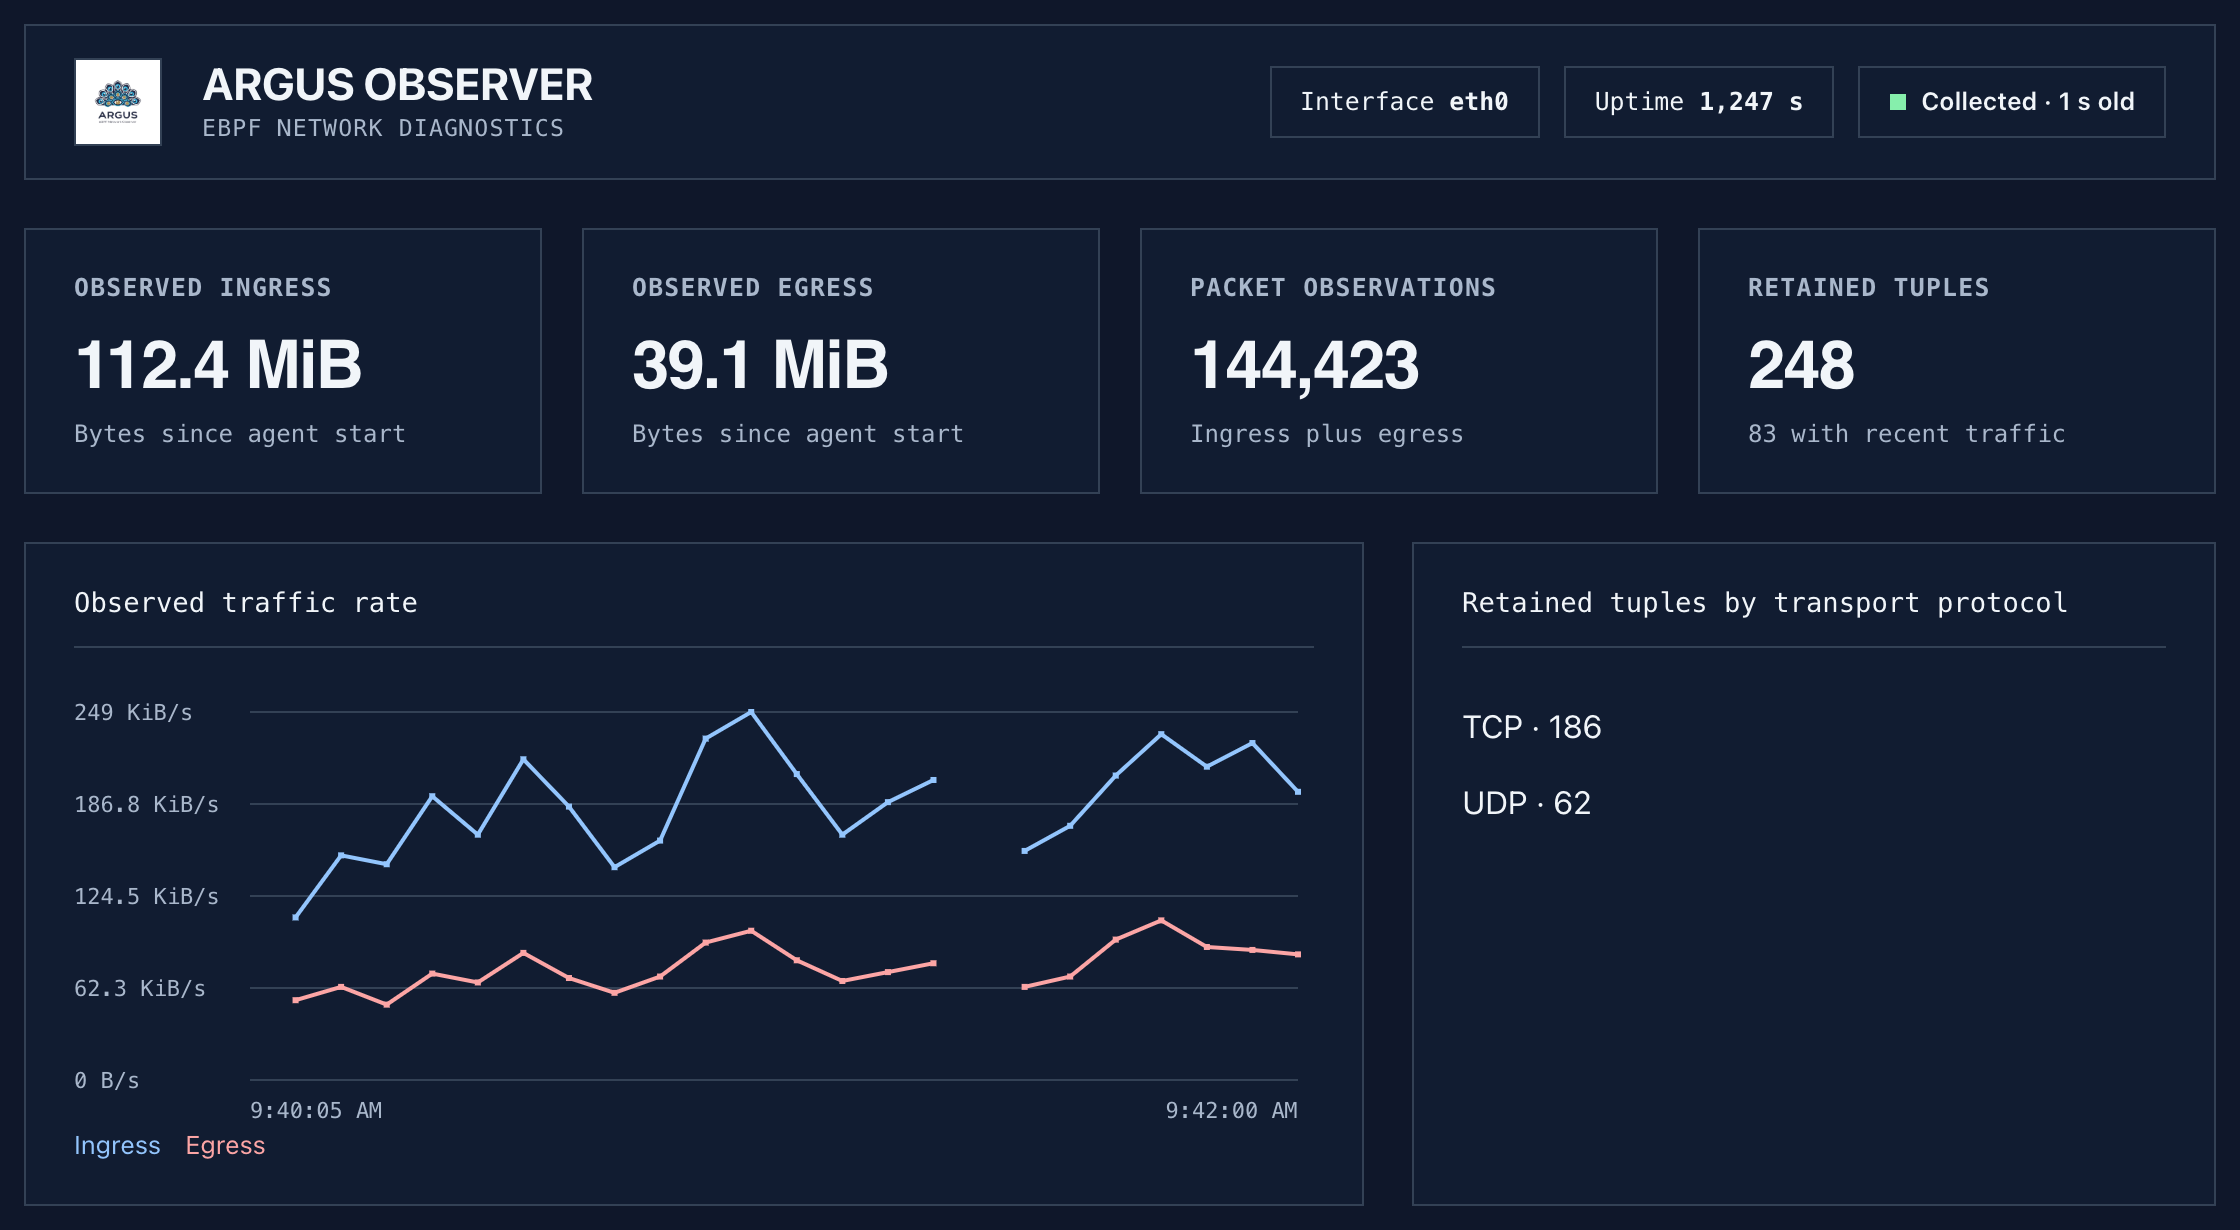 ARGUS
ARGUS OBSERVER
EBPF NETWORK DIAGNOSTICS
Interface eth0
Uptime 1,247 s
Collected · 1 s old
OBSERVED INGRESS
112.4 MiB
Bytes since agent start
OBSERVED EGRESS
39.1 MiB
Bytes since agent start
PACKET OBSERVATIONS
144,423
Ingress plus egress
RETAINED TUPLES
248
83 with recent traffic
Observed traffic rate
249 KiB/s
186.8 KiB/s
124.5 KiB/s
62.3 KiB/s
0 B/s
9:40:05 AM
9:42:00 AM
Ingress
Egress
Retained tuples by transport protocol
TCP · 186
UDP · 62